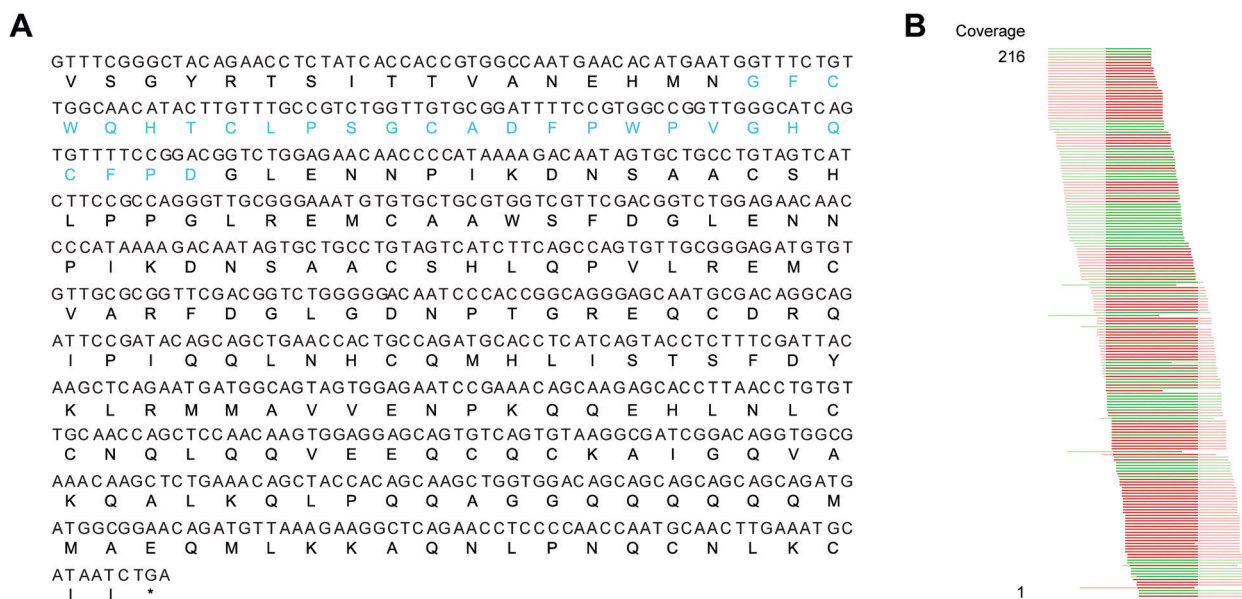 A
GTTTCGGGCTACAGAACCTCTATCACCACCGTGGCCAATGAACACATGAATGGTTTCTGT
V S G Y R T S I T T V A N E H M N G F C
TGGCAACATACTTGTTTGCCGTCTGGTTGTGCGGATTTTCCGTGGCCGGTTGGGCATCAG
W Q H T C L P S G C A D F P W P V G H Q
TGTTTTCCGGACGGTCTGGAGAACAACCCCATAAAAGACAATAGTGCTGCCTGTAGTCAT
C F P D G L E N N P I K D N S A A C S H
CTTCCGCCAGGGTTGCGGGAAATGTGTGCTGCGTGGTCGTTCGACGGTCTGGAGAACAAC
L P P G L R E M C A A W S F D G L E N N
CCCATAAAAGACAATAGTGCTGCCTGTAGTCATCTTCAGCCAGTGTTGCGGGAGATGTGT
P I K D N S A A C S H L Q P V L R E M C
GTTGCGCGGTTCGACGGTCTGGGGGACAATCCCACCGGCAGGGAGCAATGCGACAGGCAG
V A R F D G L G D N P T G R E Q C D R Q
ATTCCGATACAGCAGCTGAACCACTGCCAGATGCACCTCATCAGTACCTCTTTCGATTAC
I P I Q Q L N H C Q M H L I S T S F D Y
AAGCTCAGAATGATGGCAGTAGTGGAGAATCCGAAACAGCAAGAGCACCTTAACCTGTGT
K L R M M A V V E N P K Q Q E H L N L C
TGCAACCAGCTCCAACAAGTGGAGGAGCAGTGTCAGTGTAAGGCGATCGGACAGGTGGCG
C N Q L Q Q V E E Q C Q C K A I G Q V A
AAACAAGCTCTGAAACAGCTACCACAGCAAGCTGGTGGACAGCAGCAGCAGCAGCAGATG
K Q A L K Q L P Q Q A G G Q Q Q Q Q Q M
ATGGCGGAACAGATGTTAAAGAAGGCTCAGAACCTCCCCAACCAATGCAACTTGAAATGC
M A E Q M L K K A Q N L P N Q C N L K C
ATAATCTGA
I I *
B
Coverage
216
1